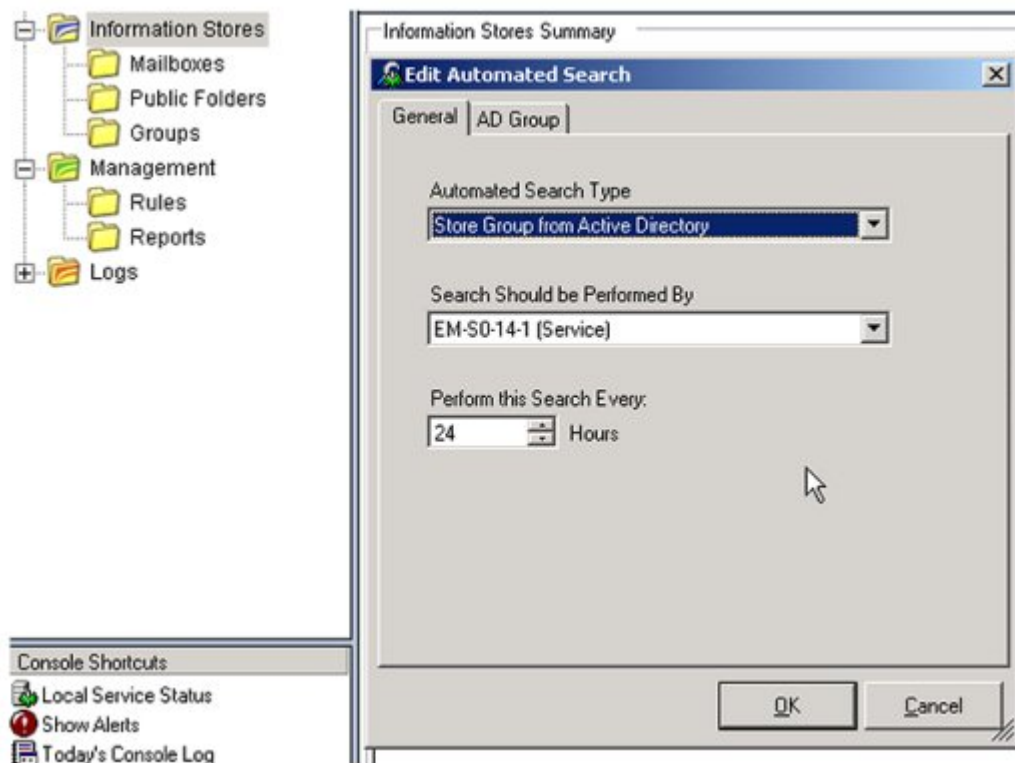 Information Stores
Mailboxes
Public Folders
Groups
Management
Rules
Reports
Logs
Console Shortcuts
Local Service Status
Show Alerts
Today's Console Log
Information Stores Summary
Edit Automated Search
General
AD Group
Automated Search Type
Store Group from Active Directory
Search Should be Performed By
EM-S0-14-1 (Service)
Perform this Search Every:
24 Hours
OK
Cancel